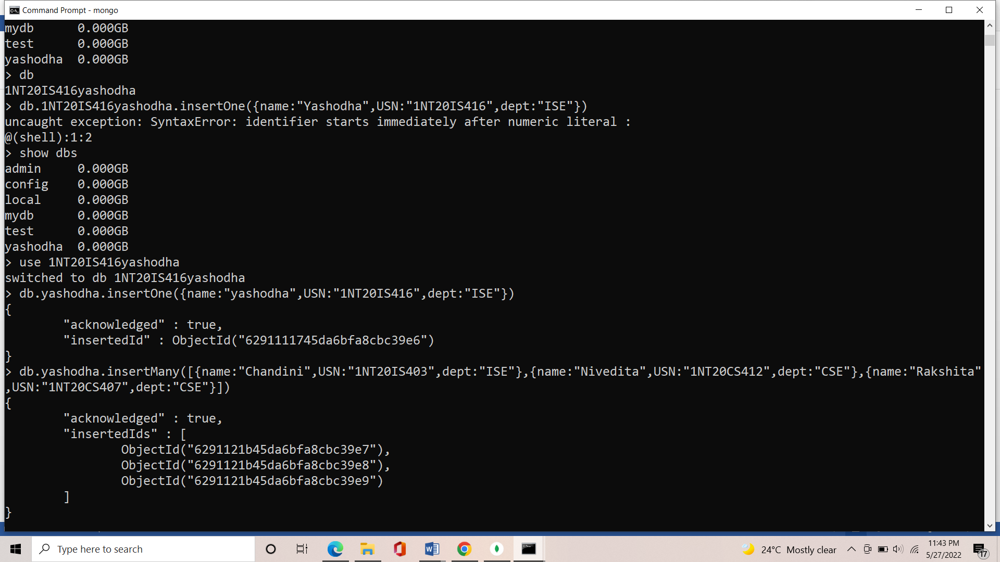 Command Prompt - mongo
mydb      0.000GB
test      0.000GB
yashodha  0.000GB
> db
1NT20IS416yashodha
> db.1NT20IS416yashodha.insertOne({name:"Yashodha",USN:"1NT20IS416",dept:"ISE"})
uncaught exception: SyntaxError: identifier starts immediately after numeric literal :
@(shell):1:2
> show dbs
admin     0.000GB
config    0.000GB
local     0.000GB
mydb      0.000GB
test      0.000GB
yashodha  0.000GB
> use 1NT20IS416yashodha
switched to db 1NT20IS416yashodha
> db.yashodha.insertOne({name:"yashodha",USN:"1NT20IS416",dept:"ISE"})
{
        "acknowledged" : true,
        "insertedId" : ObjectId("6291111745da6bfa8cbc39e6")
}
> db.yashodha.insertMany([{name:"Chandini",USN:"1NT20IS403",dept:"ISE"},{name:"Nivedita",USN:"1NT20CS412",dept:"CSE"},{name:"Rakshita"
,USN:"1NT20CS407",dept:"CSE"}])
{
        "acknowledged" : true,
        "insertedIds" : [
                ObjectId("6291121b45da6bfa8cbc39e7"),
                ObjectId("6291121b45da6bfa8cbc39e8"),
                ObjectId("6291121b45da6bfa8cbc39e9")
        ]
}
Type here to search
24°C Mostly clear
11:43 PM
5/27/2022
17